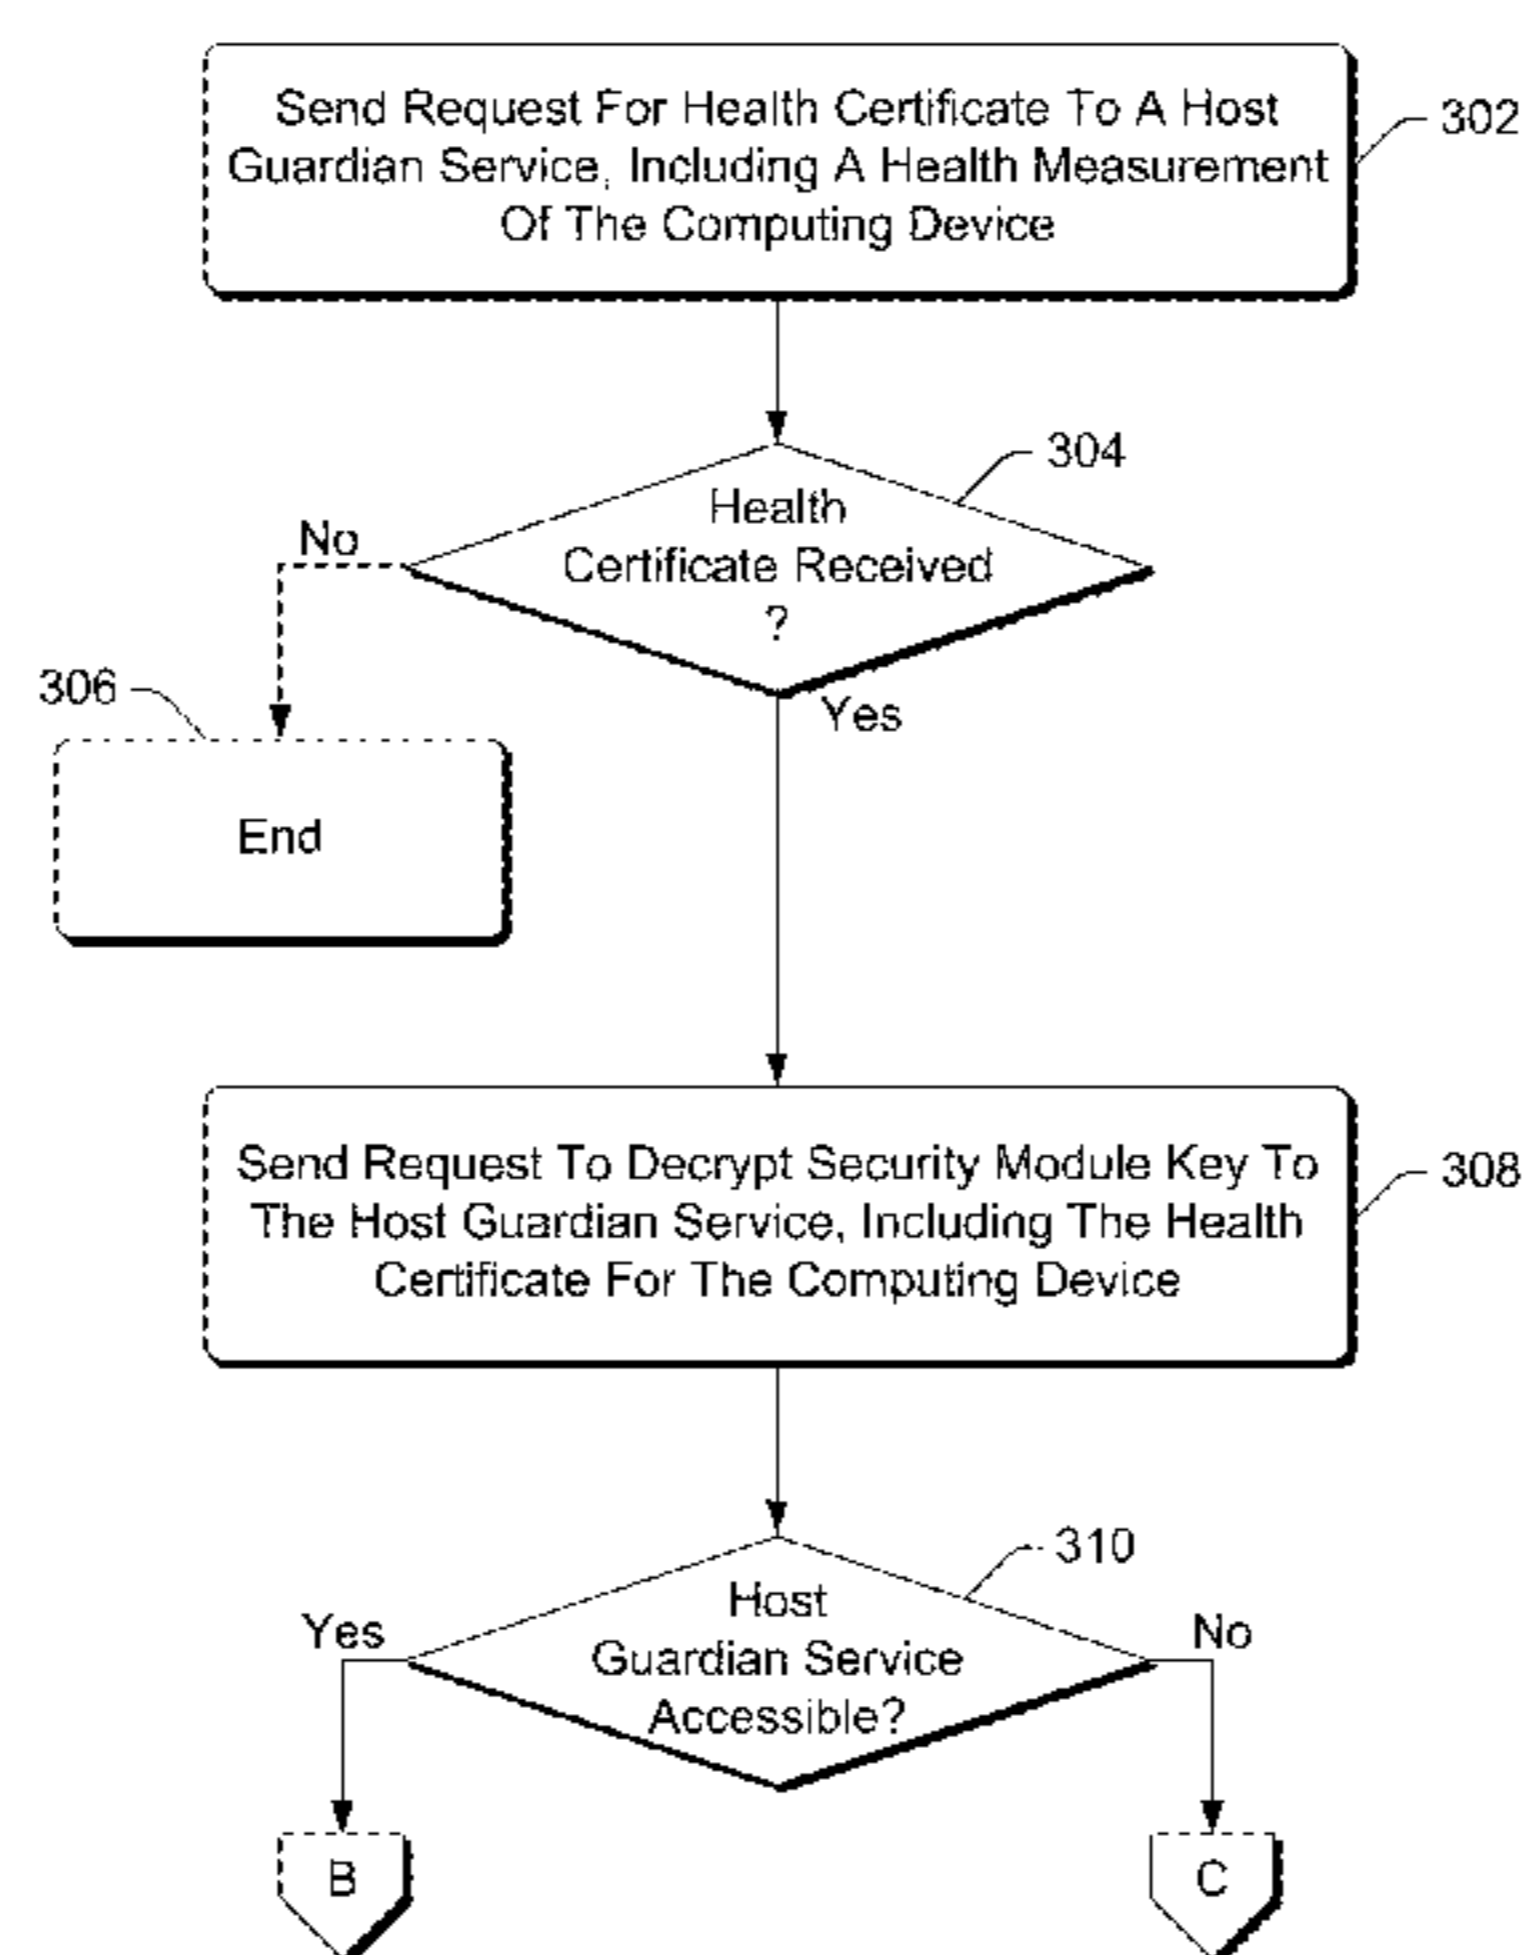 Send Request For Health Certificate To A Host
Guardian Service, Including A Health Measurement
Of The Computing Device
302
304
Health
Certificate Received
?
No
Yes
306
End
Send Request To Decrypt Security Module Key To
The Host Guardian Service, Including The Health
Certificate For The Computing Device
308
310
Host
Guardian Service
Accessible?
Yes
No
B
C